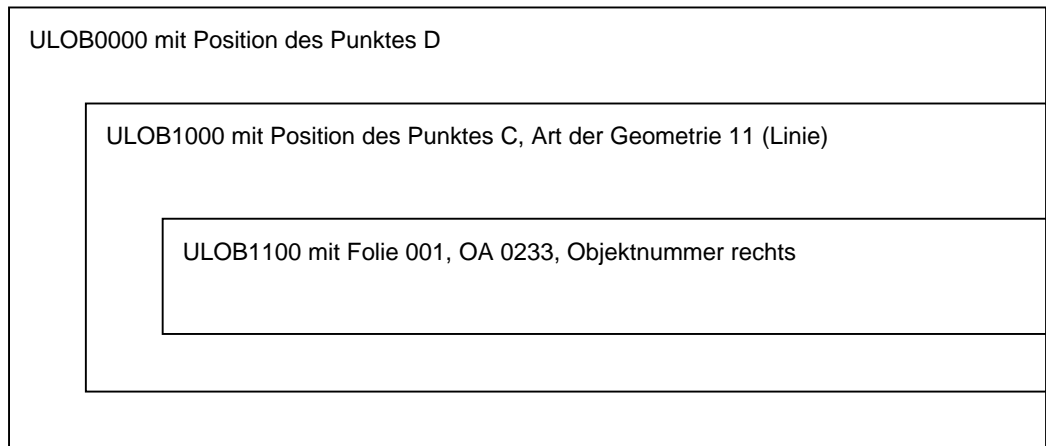 ULOB0000 mit Position des Punktes D
ULOB1000 mit Position des Punktes C, Art der Geometrie 11 (Linie)
ULOB1100 mit Folie 001, OA 0233, Objektnummer rechts